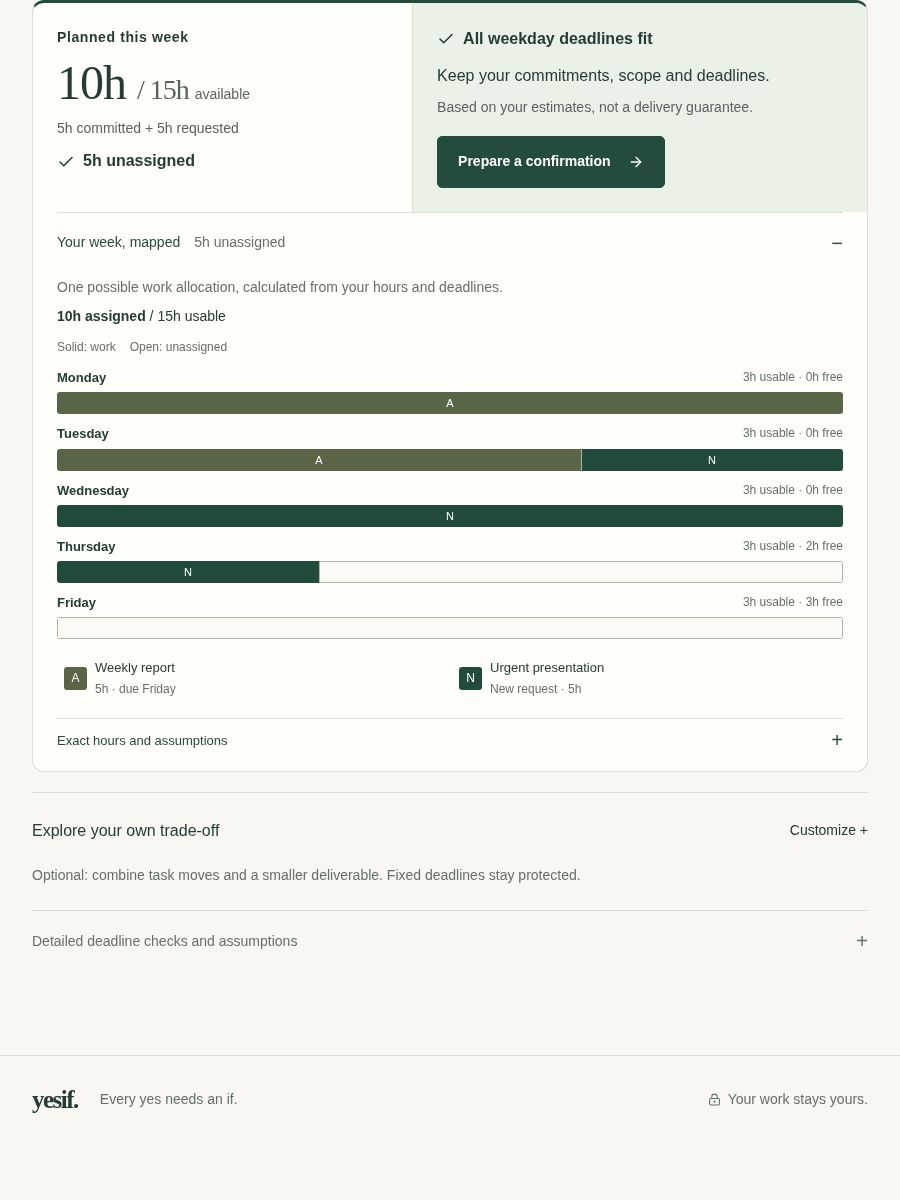 Planned this week
10h / 15h available
5h committed + 5h requested
5h unassigned
All weekday deadlines fit
Keep your commitments, scope and deadlines.
Based on your estimates, not a delivery guarantee.
Prepare a confirmation →
Your week, mapped 5h unassigned −
One possible work allocation, calculated from your hours and deadlines.
10h assigned / 15h usable
Solid: work Open: unassigned
Monday 3h usable · 0h free
A
Tuesday 3h usable · 0h free
A N
Wednesday 3h usable · 0h free
N
Thursday 3h usable · 2h free
N
Friday 3h usable · 3h free
A Weekly report
5h · due Friday
N Urgent presentation
New request · 5h
Exact hours and assumptions +
Explore your own trade-off Customize +
Optional: combine task moves and a smaller deliverable. Fixed deadlines stay protected.
Detailed deadline checks and assumptions +
yesif. Every yes needs an if. Your work stays yours.